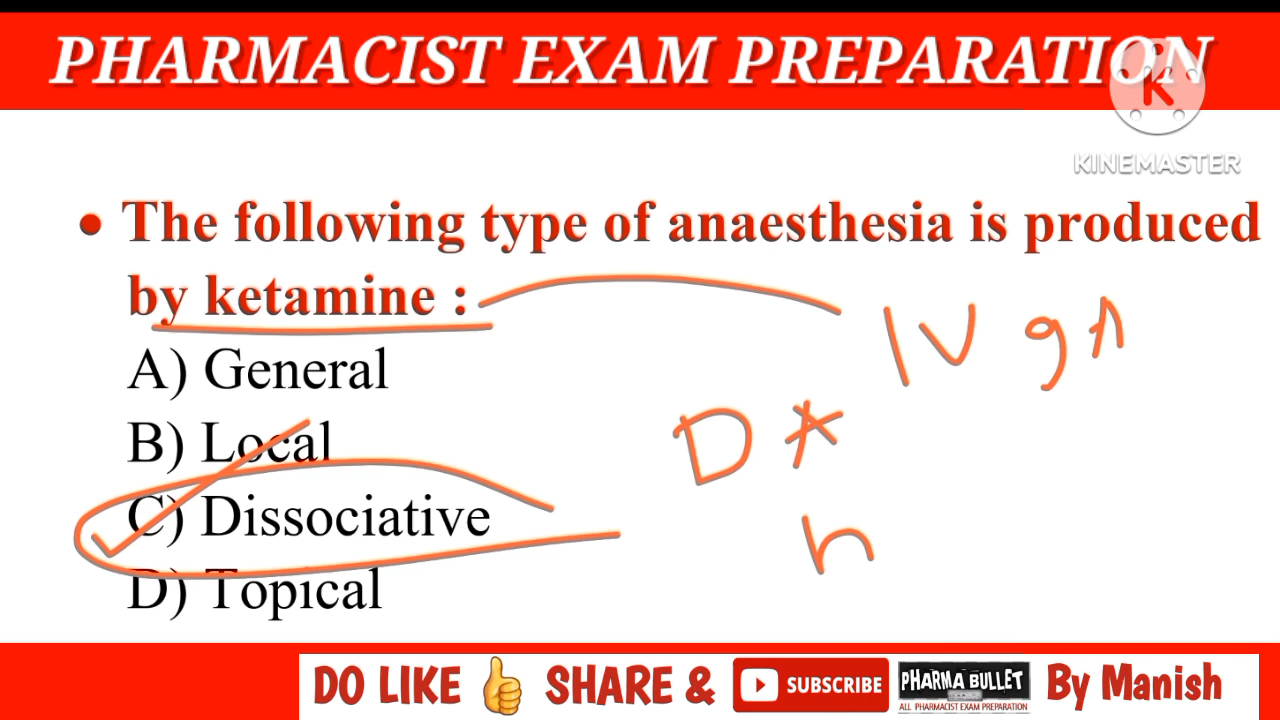 PHARMACIST EXAM PREPARATION
K
KINEMASTER
• The following type of anaesthesia is produced
by ketamine :
IV gA
A) General
B) Local
D *
C) Dissociative
h
D) Topical
DO LIKE 👍 SHARE & SUBSCRIBE PHARMA BULLET By Manish
ALL PHARMACIST EXAM PREPARATION